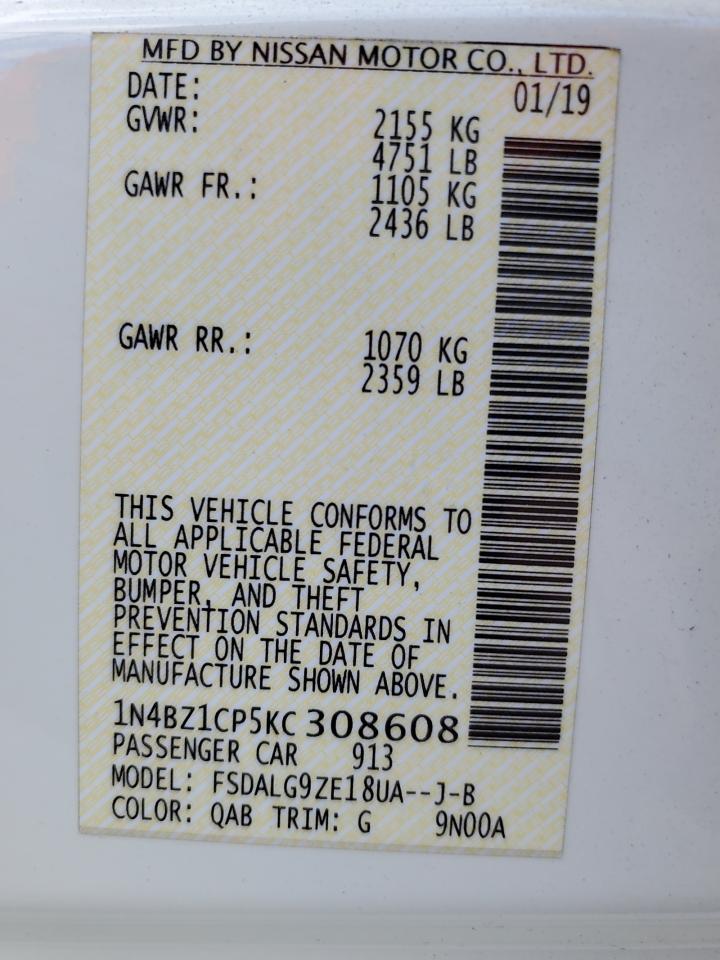 MFD BY NISSAN MOTOR CO., LTD.
DATE: 01/19
GVWR: 2155 KG
4751 LB
GAWR FR.: 1105 KG
2436 LB
GAWR RR.: 1070 KG
2359 LB
THIS VEHICLE CONFORMS TO
ALL APPLICABLE FEDERAL
MOTOR VEHICLE SAFETY,
BUMPER, AND THEFT
PREVENTION STANDARDS IN
EFFECT ON THE DATE OF
MANUFACTURE SHOWN ABOVE.
1N4BZ1CP5KC 308608
PASSENGER CAR 913
MODEL: FSDALG9ZE18UA--J-B
COLOR: QAB TRIM: G 9N00A